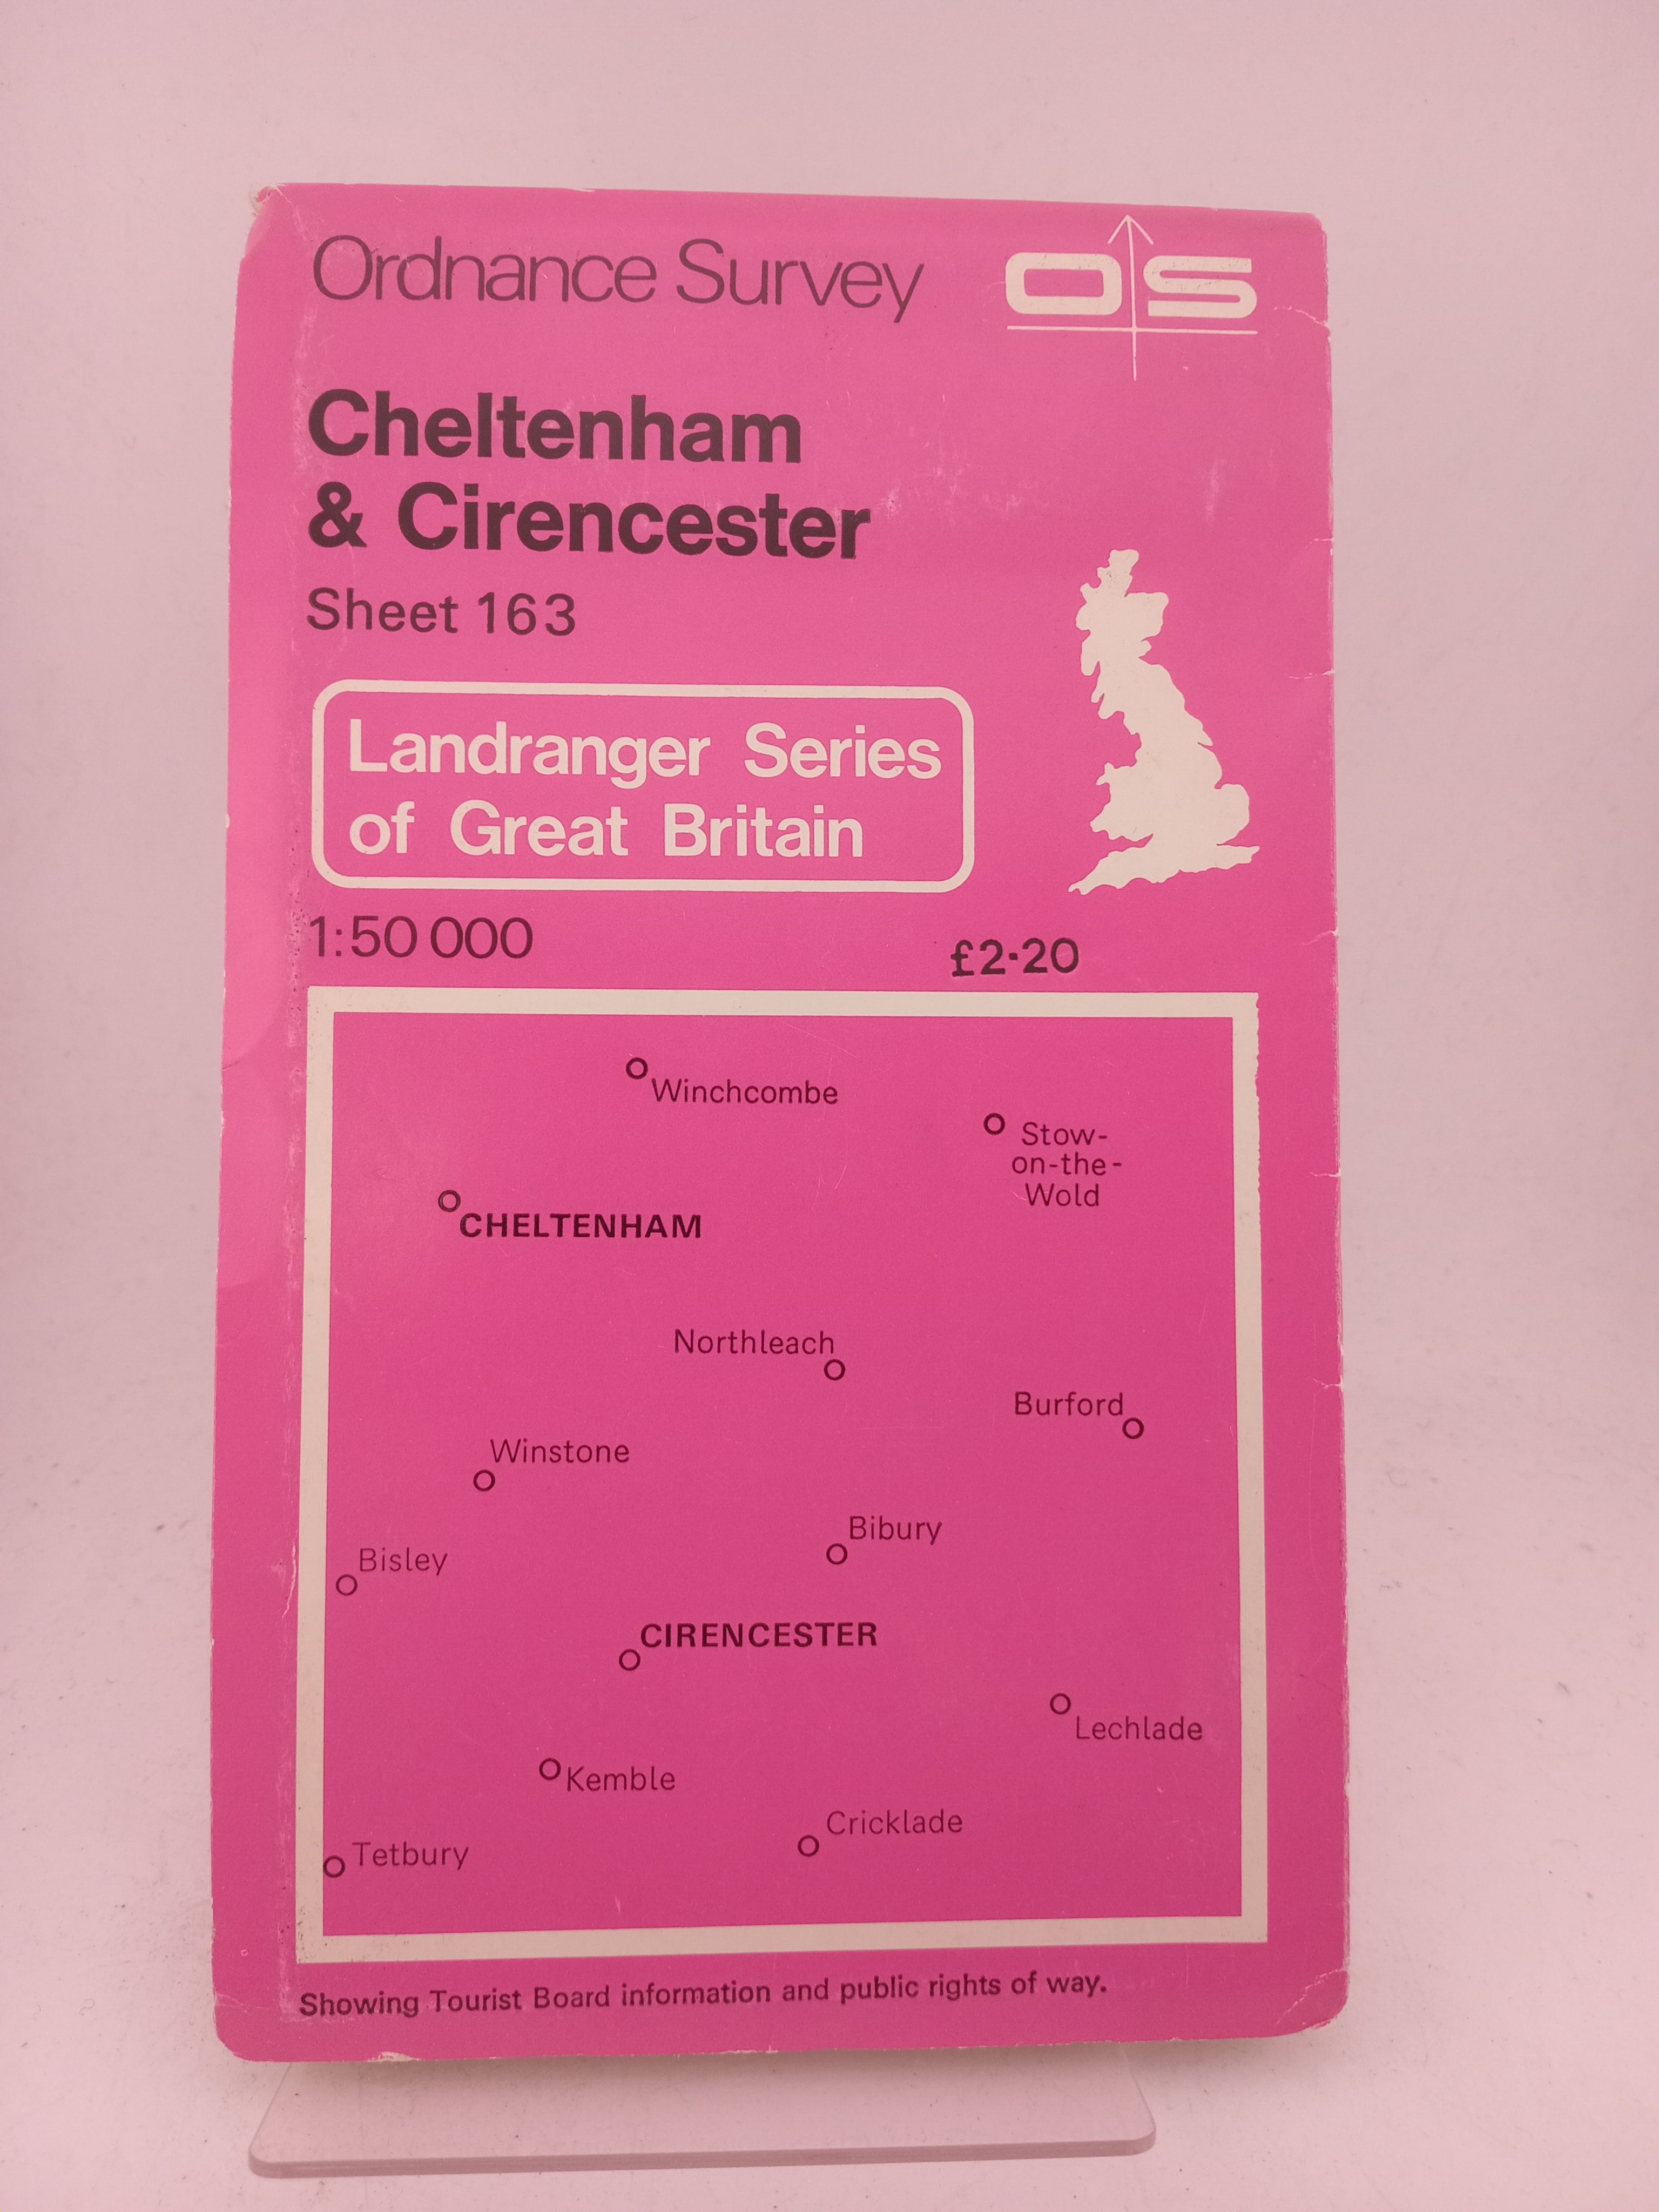 Ordnance Survey
OS
Cheltenham
& Cirencester
Sheet 163
Landranger Series
of Great Britain
1:50 000
£2·20
Winchcombe
Stow-
on-the-
Wold
CHELTENHAM
Northleach
Burford
Winstone
Bibury
Bisley
CIRENCESTER
Lechlade
Kemble
Cricklade
Tetbury
Showing Tourist Board information and public rights of way.